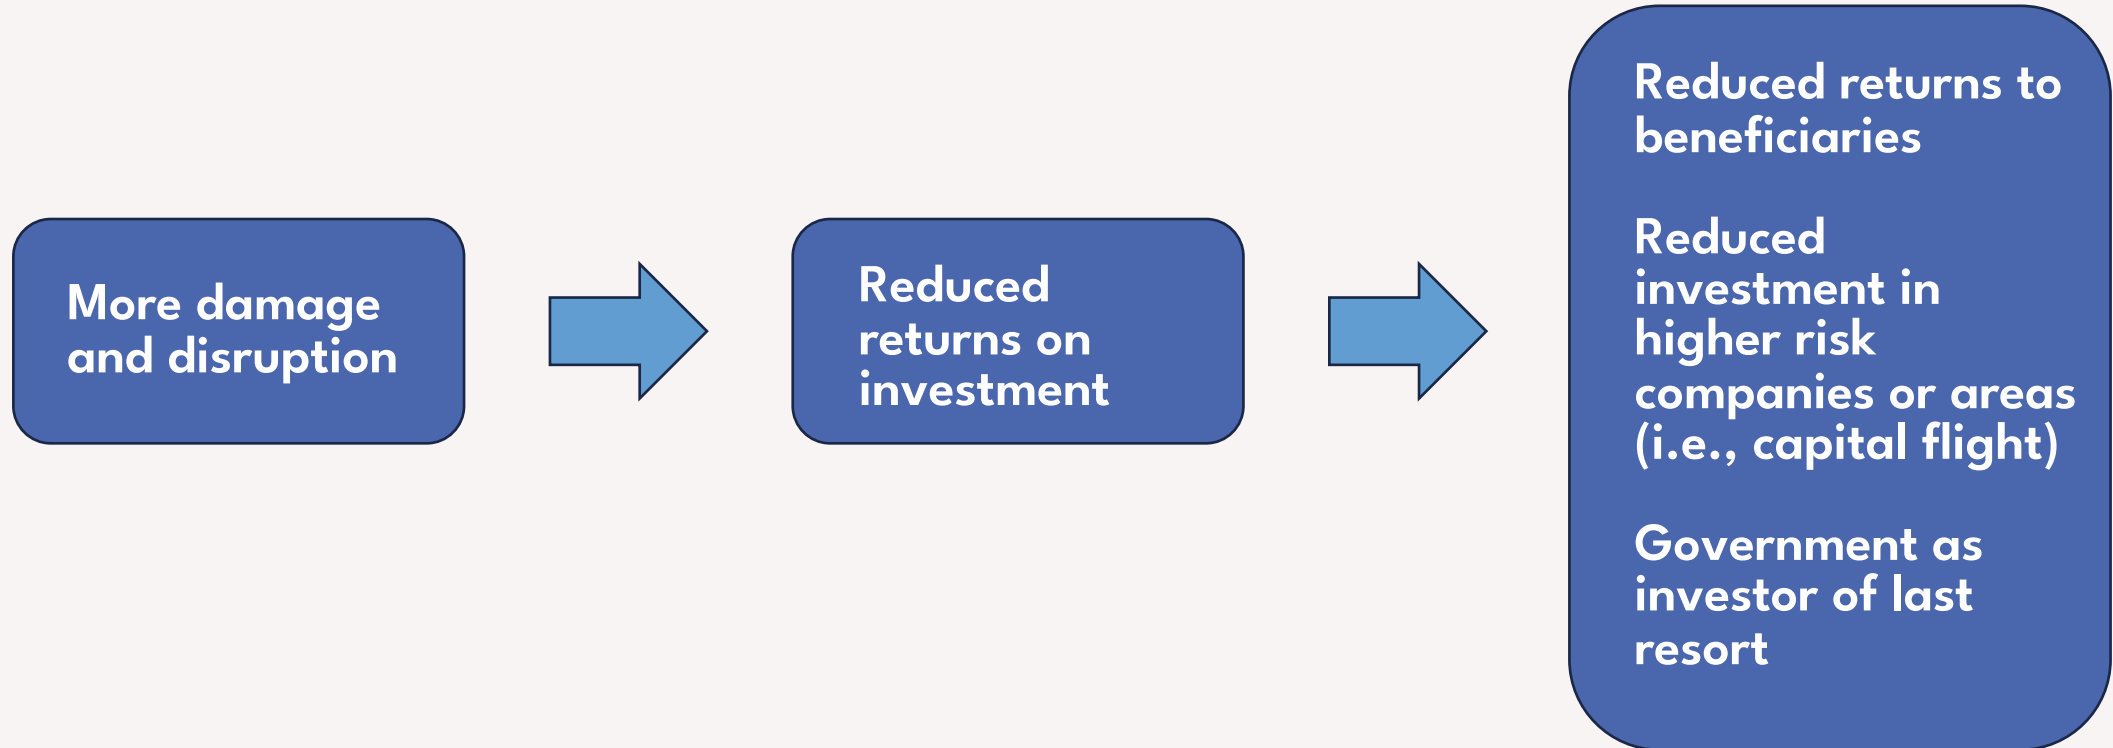 More damage
and disruption
Reduced
returns on
investment
Reduced returns to
beneficiaries
Reduced
investment in
higher risk
companies or areas
(i.e., capital flight)
Government as
investor of last
resort